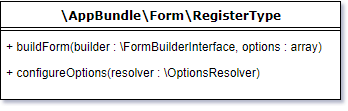 \AppBundle\Form\RegisterType
+ buildForm(builder : \FormBuilderInterface, options : array)
+ configureOptions(resolver : \OptionsResolver)